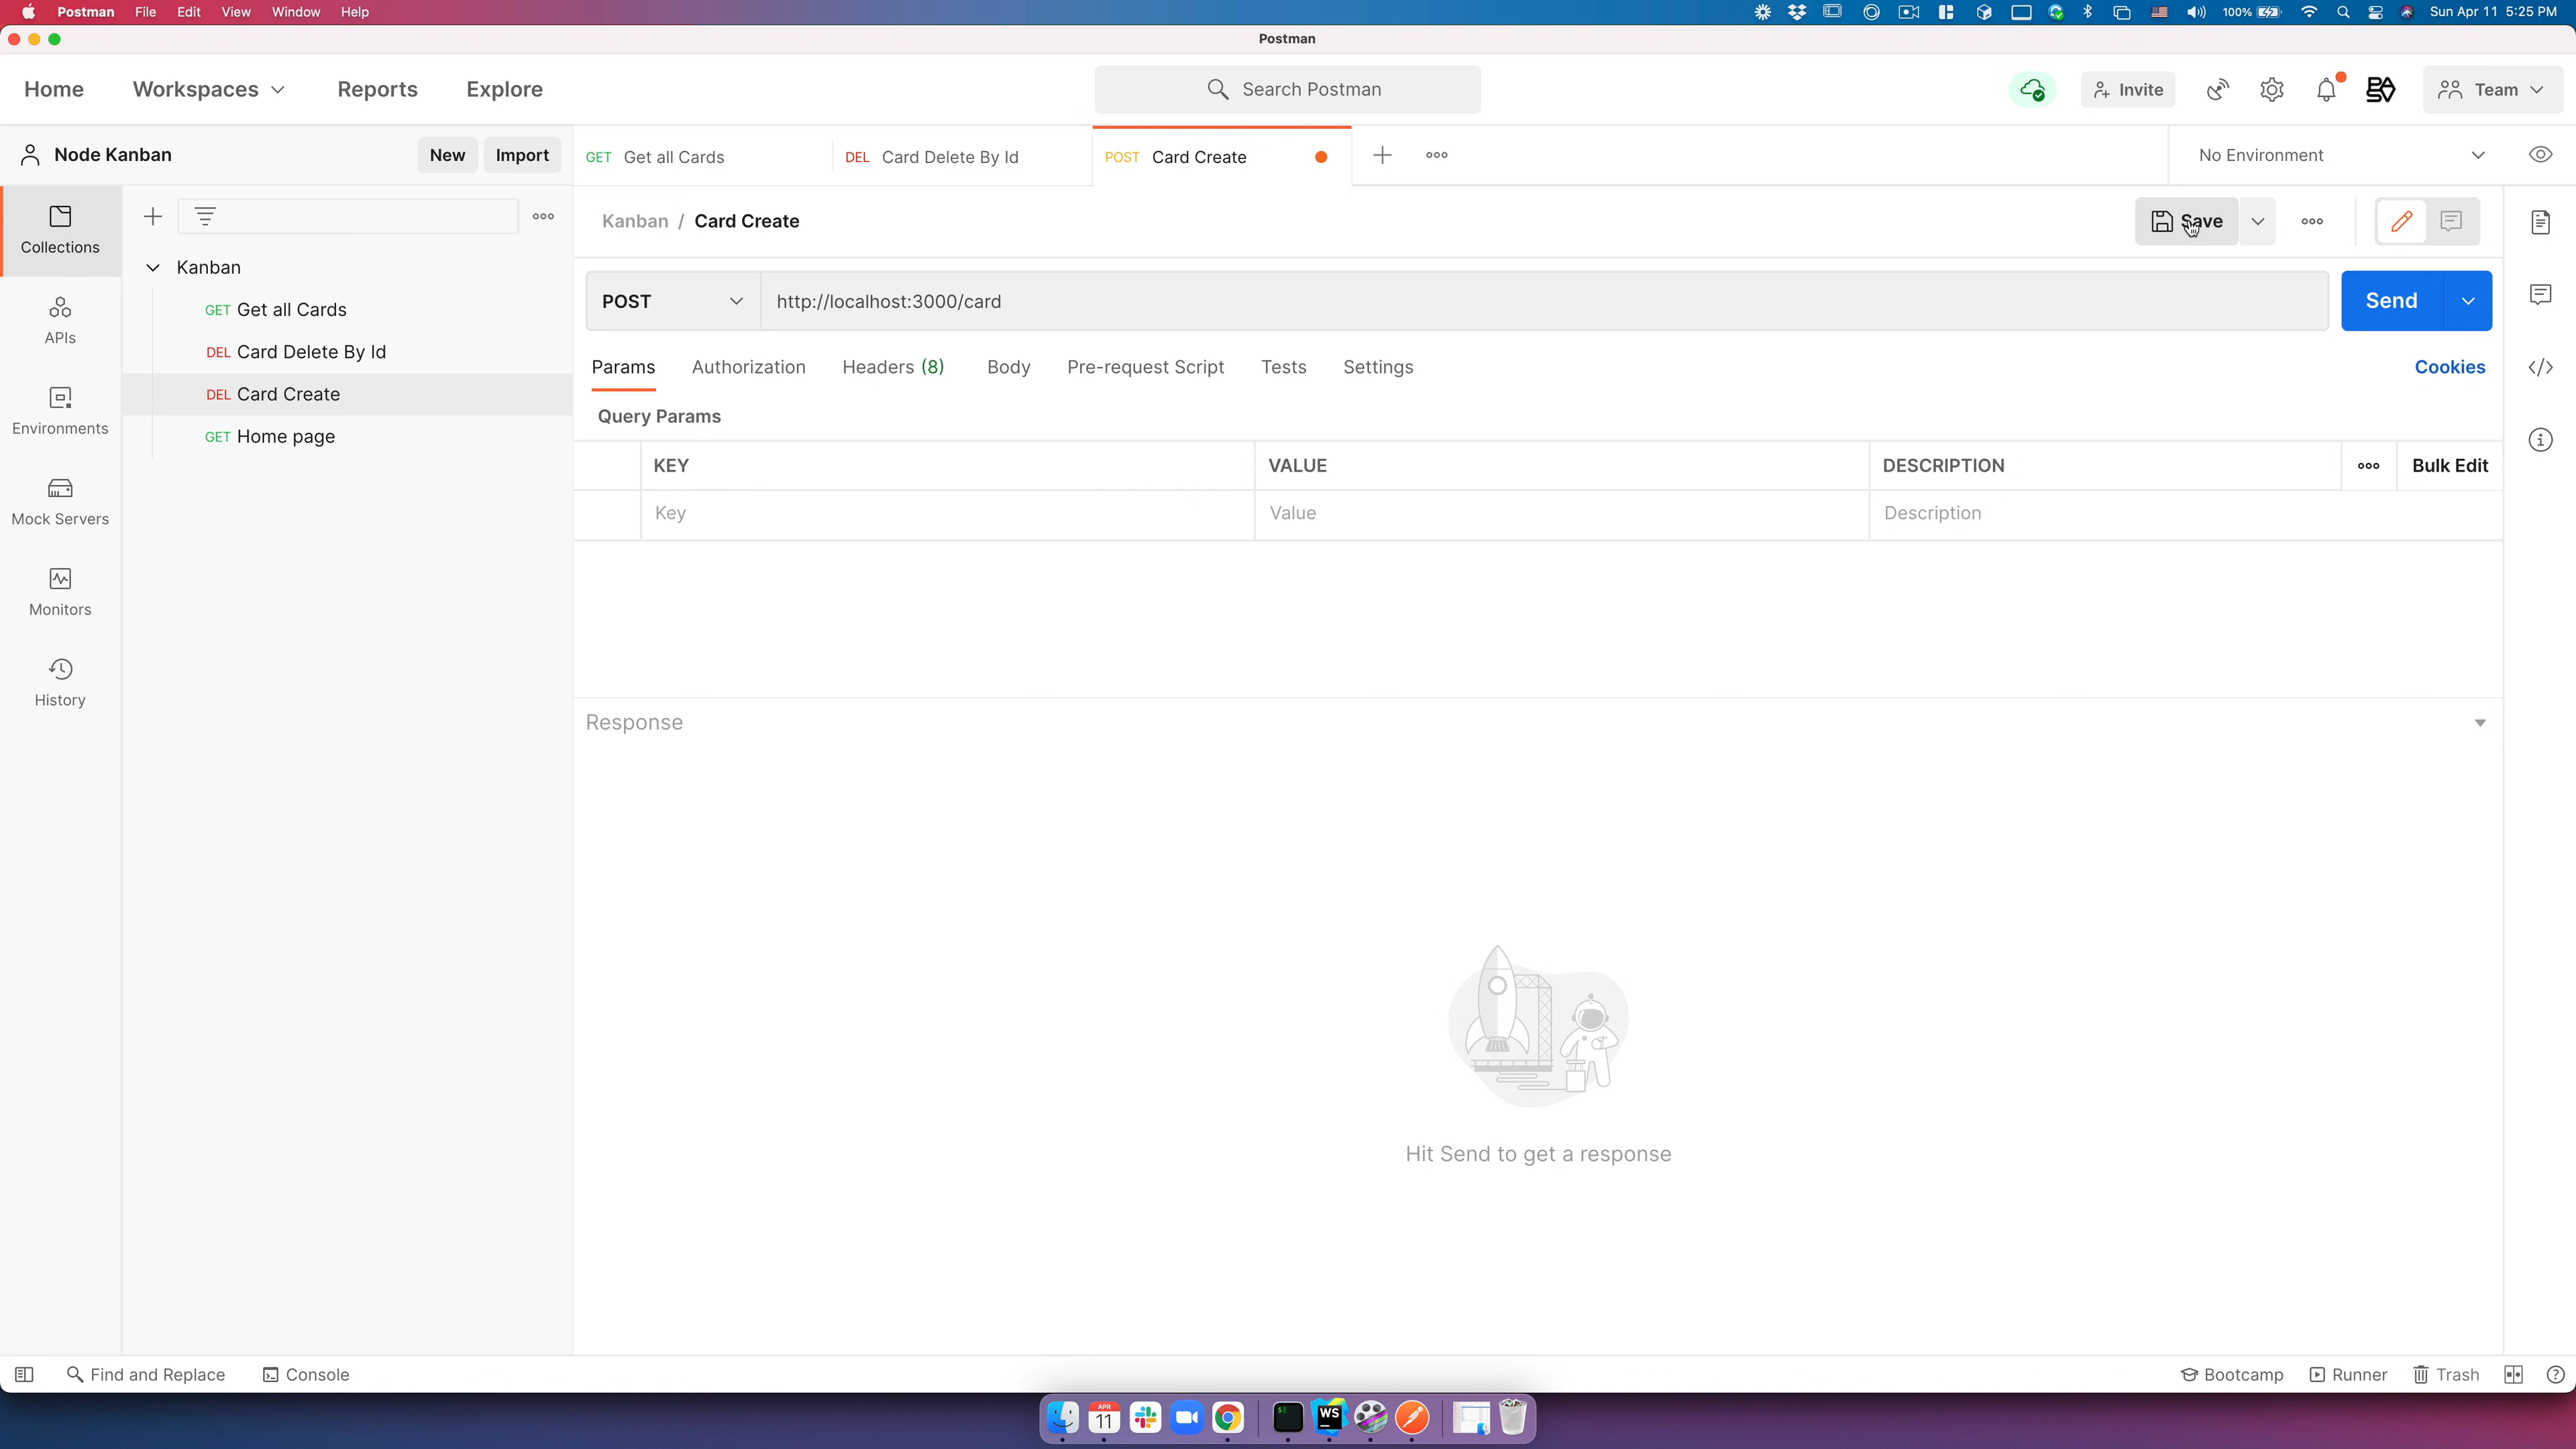 Postman File Edit View Window Help
100% Sun Apr 11 5:25 PM
Postman
Home Workspaces Reports Explore
Search Postman
Invite
Team
Node Kanban
New Import
GET Get all Cards
DEL Card Delete By Id
POST Card Create
No Environment
Collections
APIs
Environments
Mock Servers
Monitors
History
Kanban
GET Get all Cards
DEL Card Delete By Id
DEL Card Create
GET Home page
Kanban / Card Create
Save
POST http://localhost:3000/card
Send
Params Authorization Headers (8) Body Pre-request Script Tests Settings
Cookies
Query Params
KEY VALUE DESCRIPTION Bulk Edit
Key Value Description
Response
Hit Send to get a response
Find and Replace Console
Bootcamp Runner Trash
APR
11
$$
WS